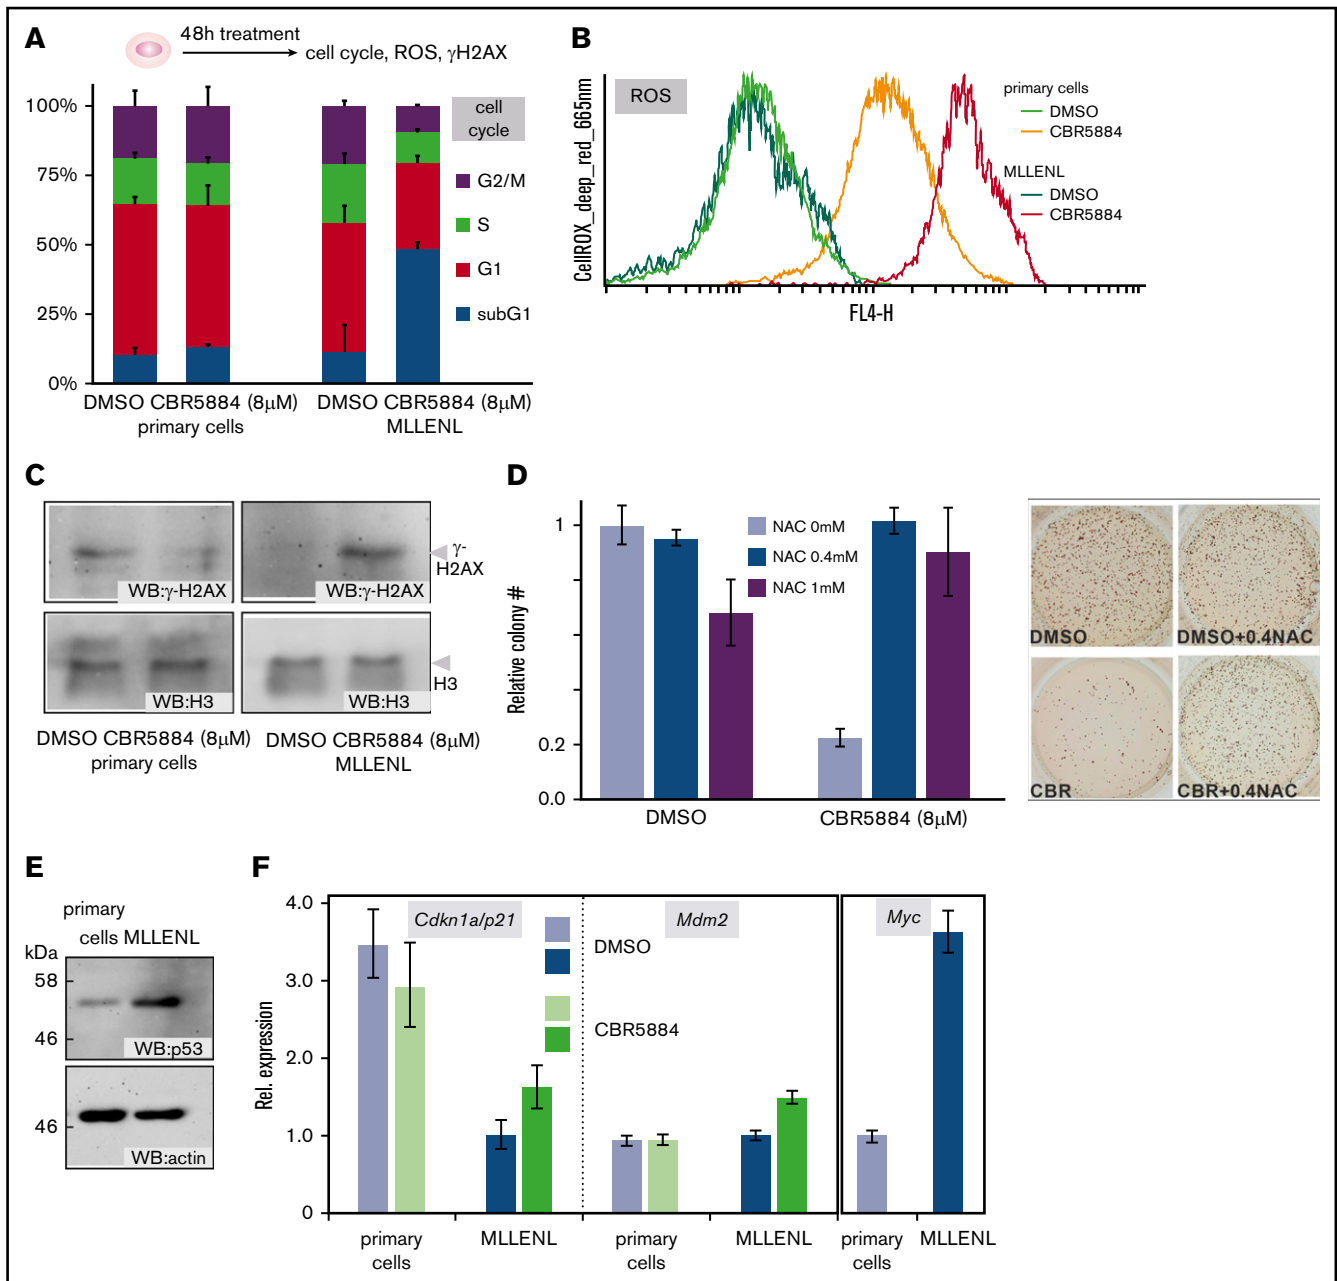 A
48h treatment
cell cycle, ROS, γH2AX
100%
75%
50%
25%
0%
cell
cycle
G2/M
S
G1
subG1
DMSO CBR5884 (8μM)
primary cells
DMSO CBR5884 (8μM)
MLLENL
B
ROS
CellROX_deep_red_665nm
FL4-H
primary cells
DMSO
CBR5884
MLLENL
DMSO
CBR5884
C
WB:γ-H2AX
WB:γ-H2AX
γ-
H2AX
WB:H3
WB:H3
H3
DMSO CBR5884 (8μM)
primary cells
DMSO CBR5884 (8μM)
MLLENL
D
Relative colony #
1
0.2
0.0
NAC 0mM
NAC 0.4mM
NAC 1mM
DMSO
CBR5884 (8μM)
DMSO
DMSO+0.4NAC
CBR
CBR+0.4NAC
E
primary
cells MLLENL
kDa
58
46
WB:p53
46
WB:actin
F
Rel. expression
4.0
3.0
2.0
1.0
0
Cdkn1a/p21
DMSO
CBR5884
Mdm2
Myc
primary
cells
MLLENL
primary
cells
MLLENL
primary
cells
MLLENL